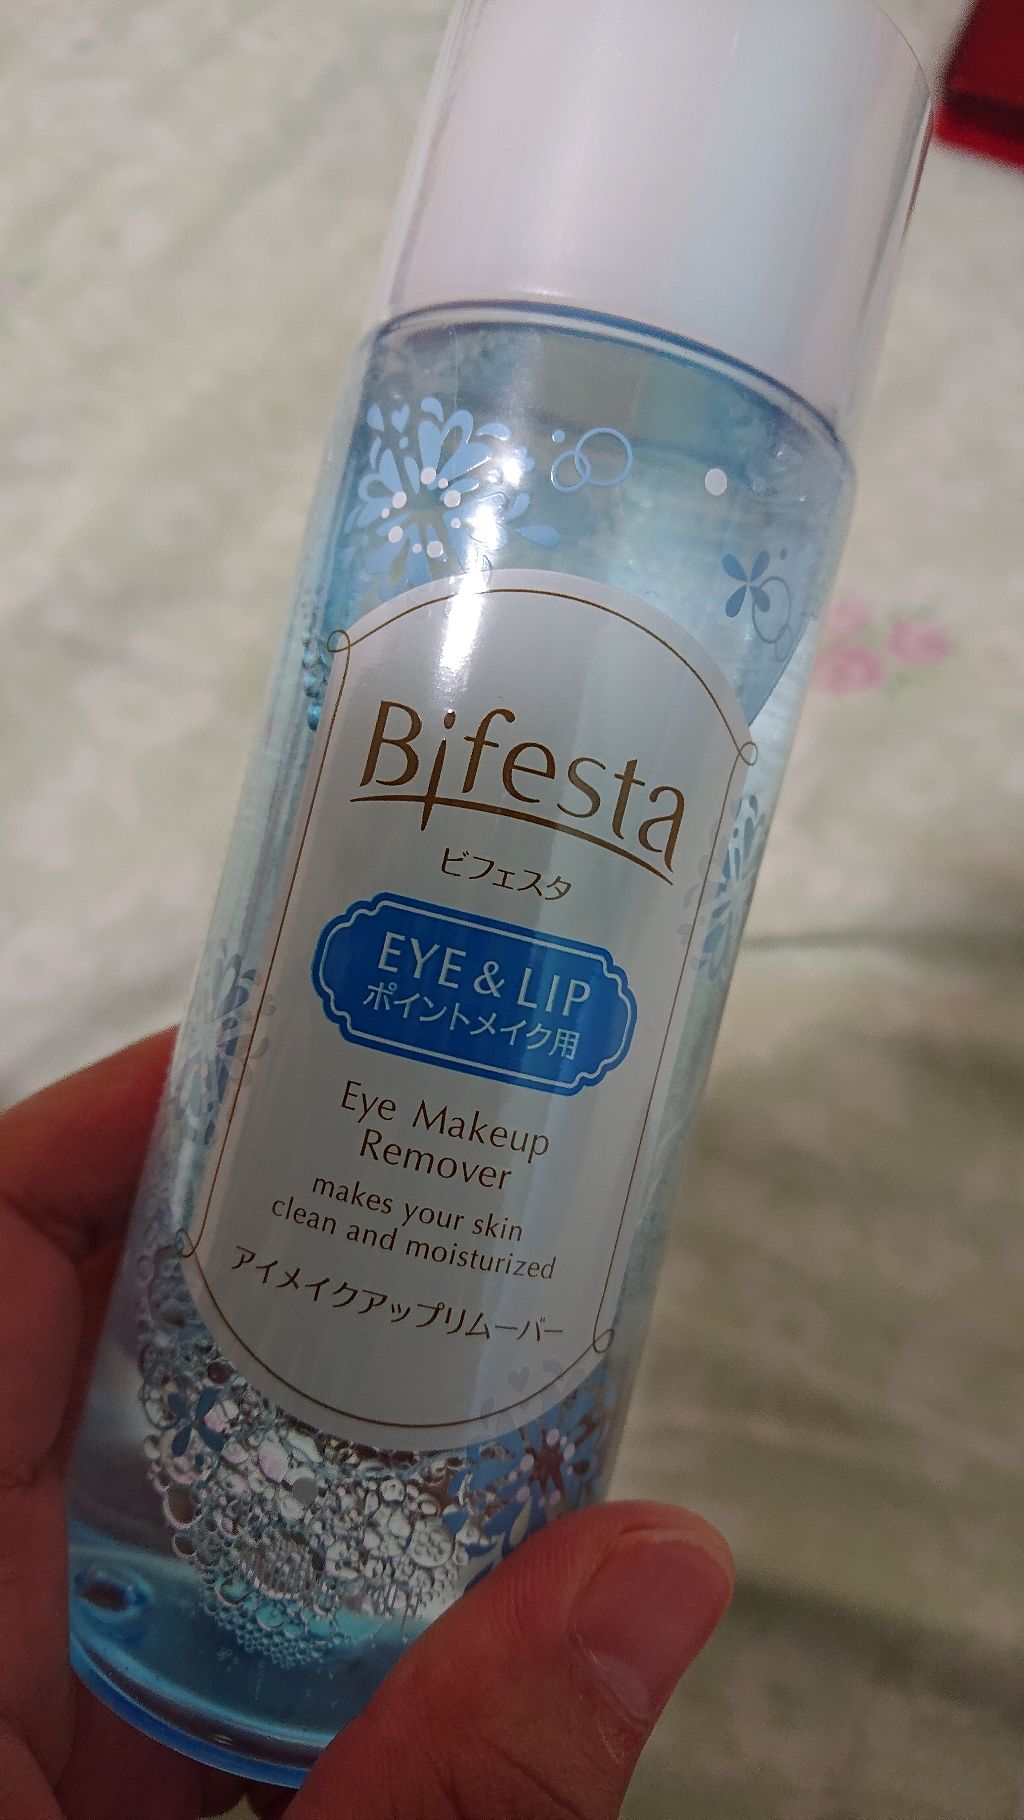 Bifesta
ビフェスタ
EYE & LIP
ポイントメイク用
Eye Makeup
Remover
makes your skin
clean and moisturized
アイメイクアップリムーバー